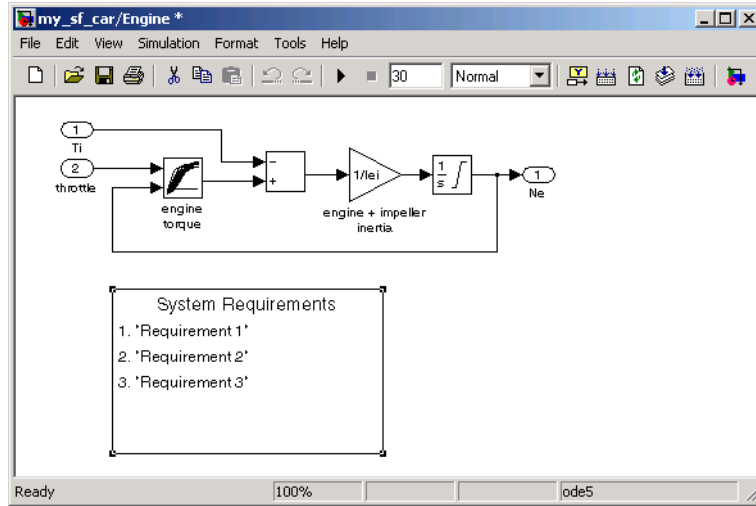 my_sf_car/Engine *
File Edit View Simulation Format Tools Help
30 Normal
1
Ti
2
throttle
engine
torque
−
+
1/Iei
engine + impeller
inertia
1
s
1
Ne
System Requirements
1. "Requirement 1"
2. "Requirement 2"
3. "Requirement 3"
Ready 100% ode5